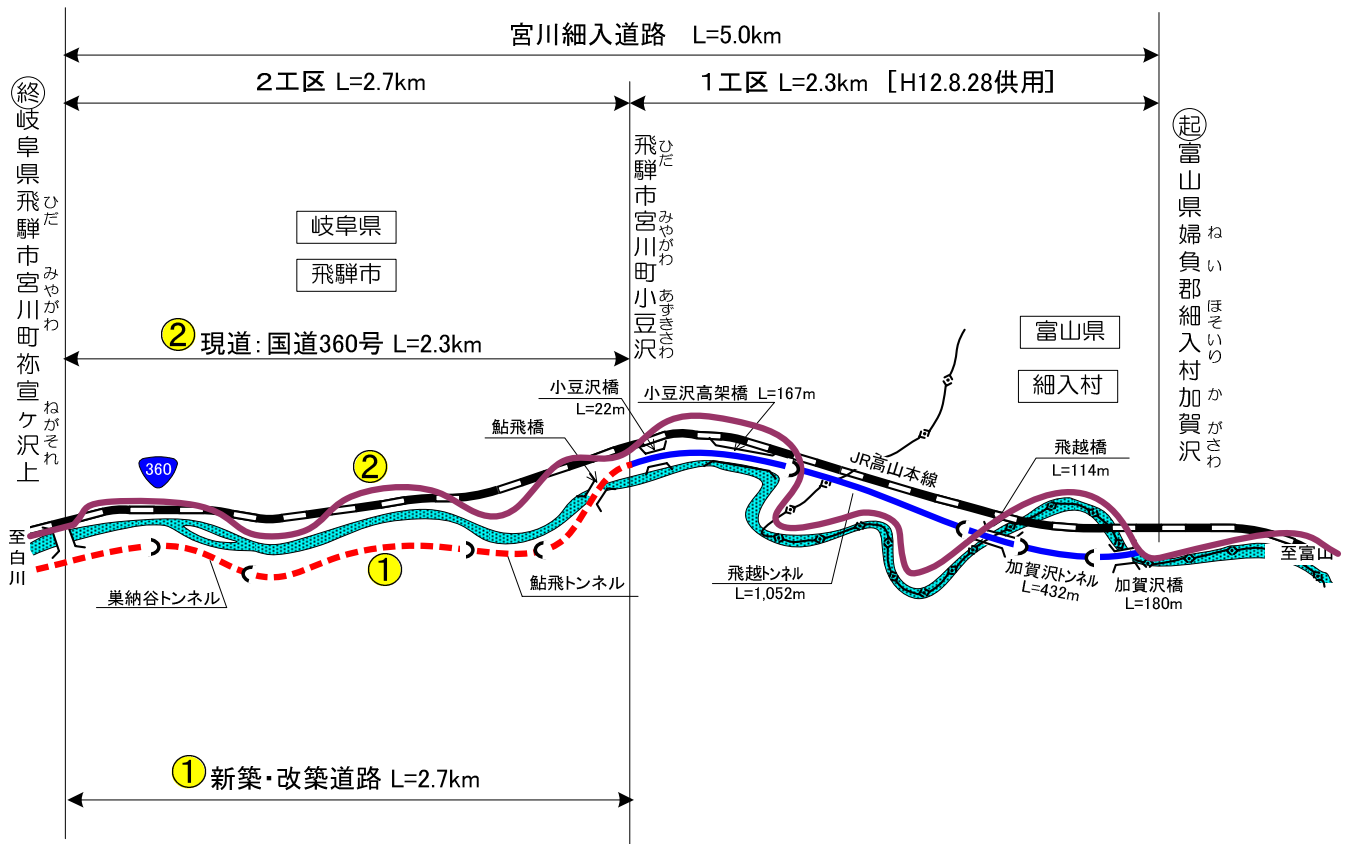 宮川細入道路 L=5.0km
２工区 L=2.7km
１工区 L=2.3km ［H12.8.28供用］
終
岐阜県飛騨市宮川町祢宣ヶ沢上
ひだ
みやがわ
ねがそれ
飛騨市宮川町小豆沢
ひだ
みやがわ
あずきさわ
起
富山県婦負郡細入村加賀沢
ねい
ほそいり
かがさわ
岐阜県
飛騨市
富山県
細入村
② 現道：国道360号 L=2.3km
小豆沢橋
L=22m
小豆沢高架橋 L=167m
鮎飛橋
飛越橋
L=114m
JR高山本線
360
②
①
至白川
至富山
巣納谷トンネル
鮎飛トンネル
飛越トンネル
L=1,052m
加賀沢トンネル
L=432m
加賀沢橋
L=180m
① 新築・改築道路 L=2.7km